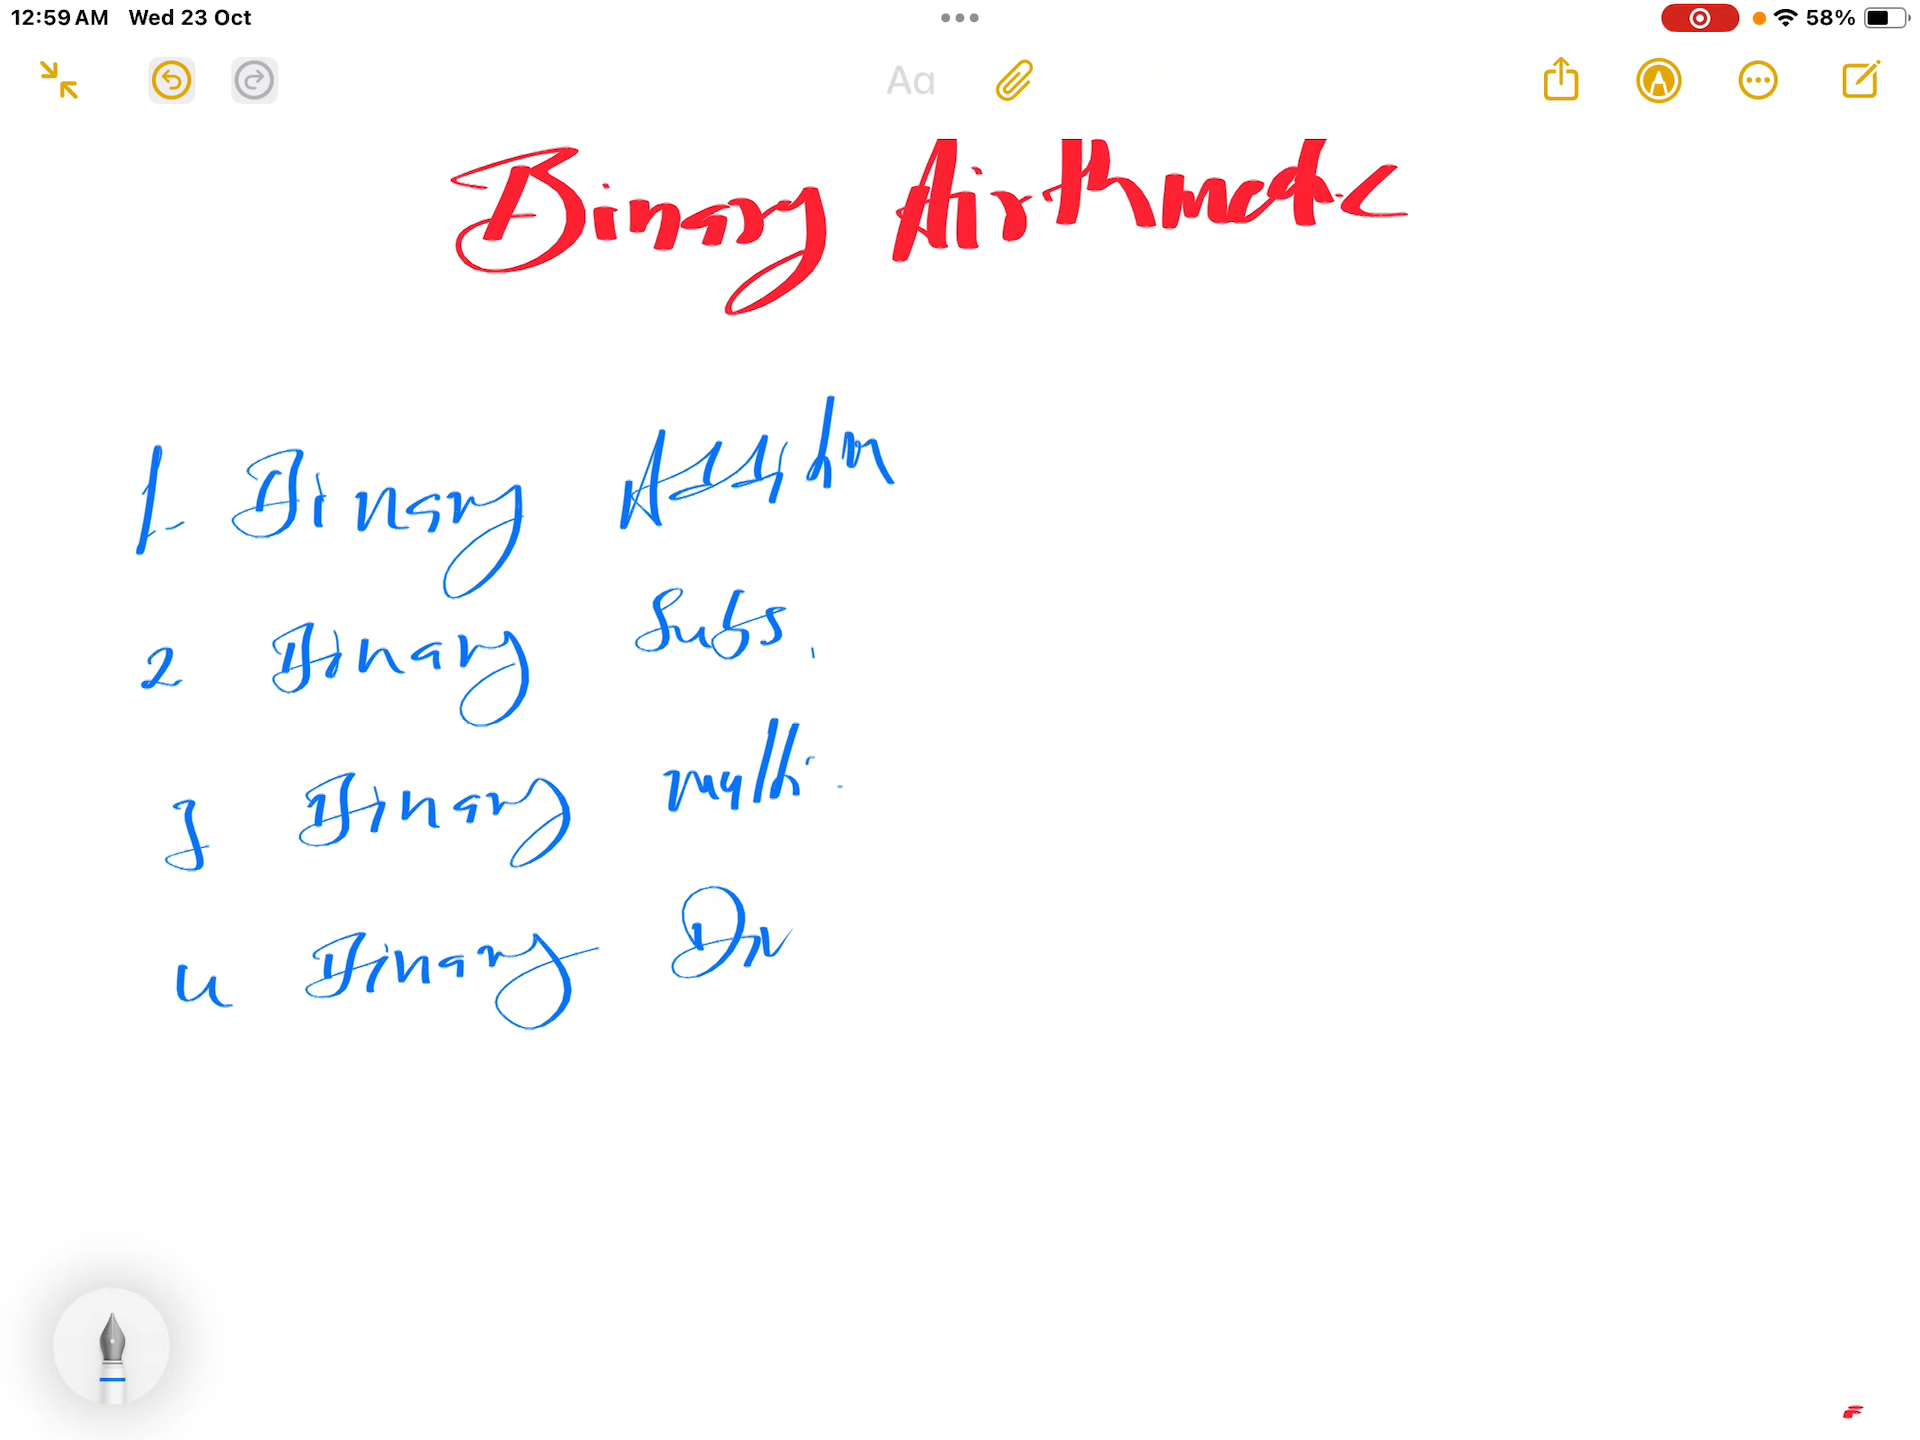 12:59 AM Wed 23 Oct
58%
Aa
Binary Airthmetic
1- Binary Addition
2 Binary Subs.
3 Binary multi.
4 Binary Div